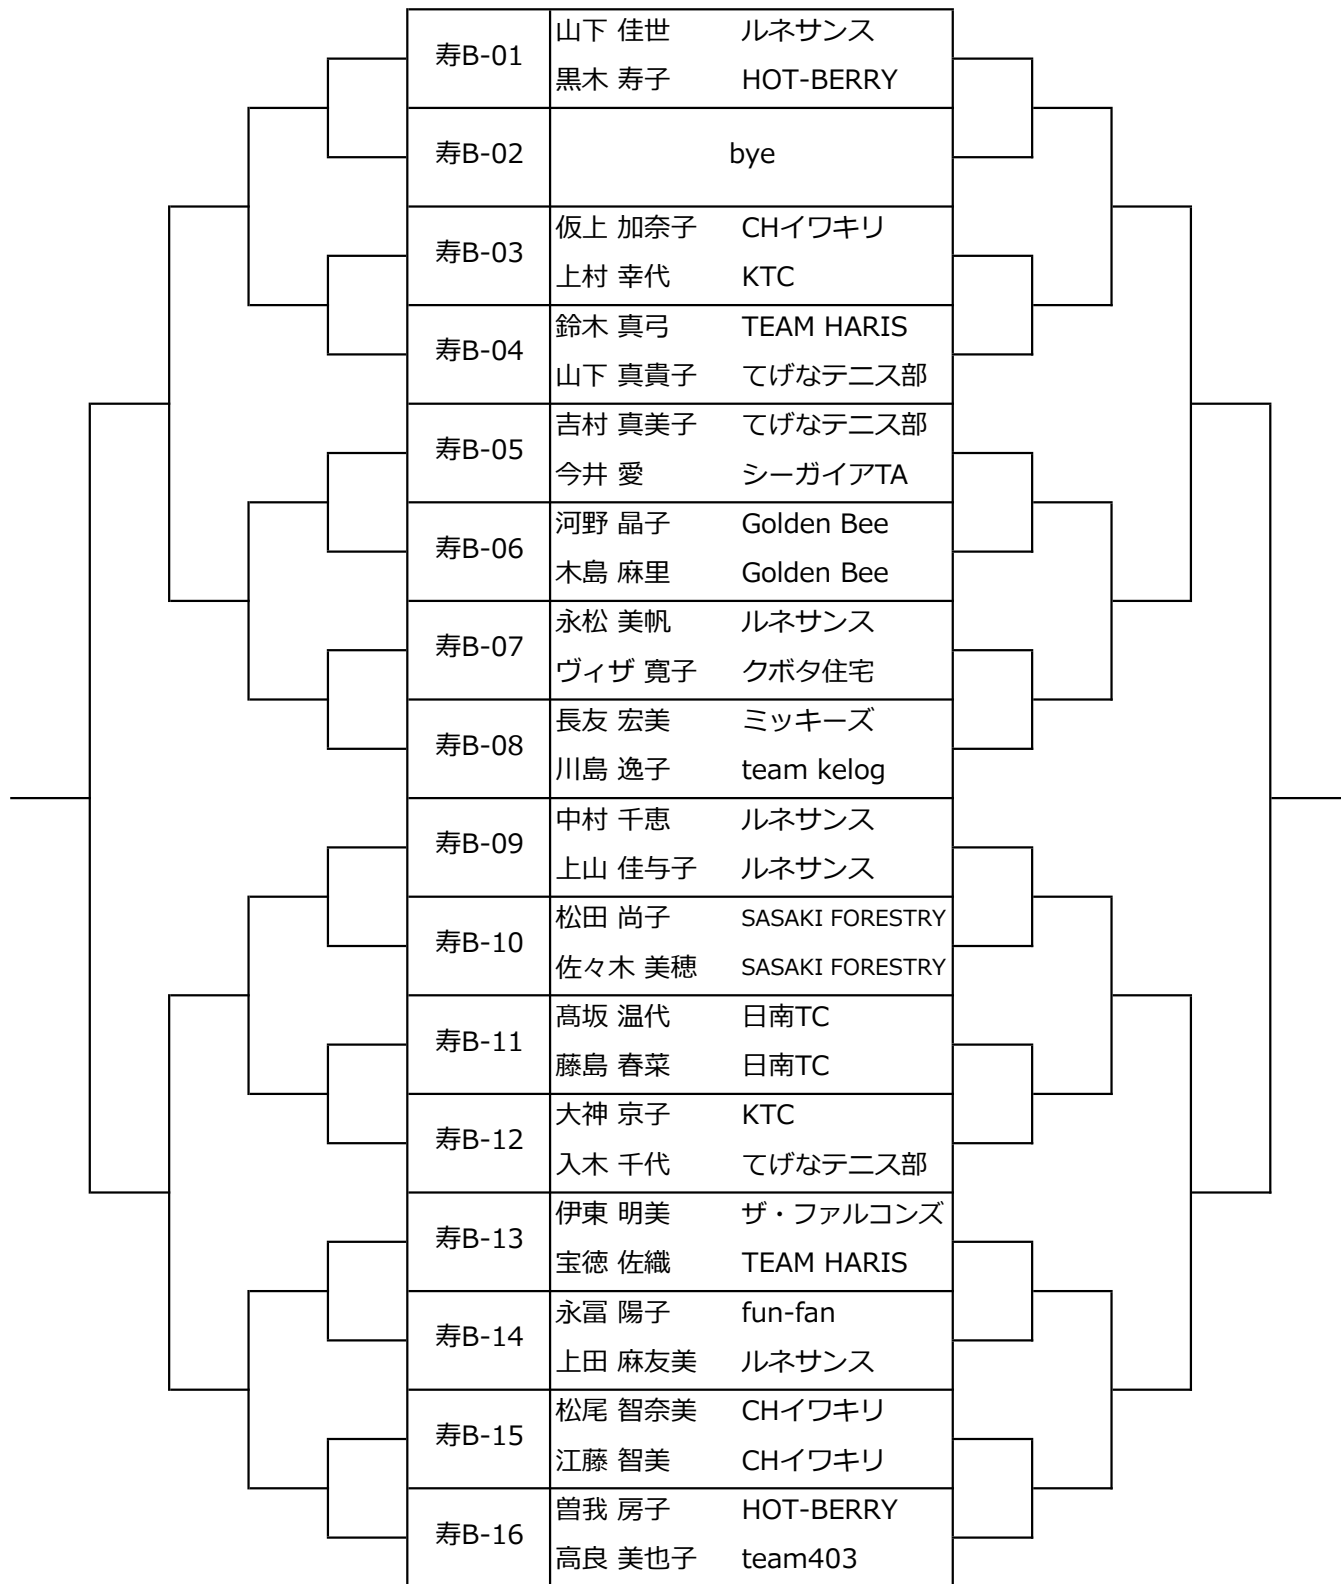 寿B-01
山下 佳世 ルネサンス
黒木 寿子 HOT-BERRY
寿B-02
bye
寿B-03
仮上 加奈子 CHイワキリ
上村 幸代 KTC
寿B-04
鈴木 真弓 TEAM HARIS
山下 真貴子 てげなテニス部
寿B-05
吉村 真美子 てげなテニス部
今井 愛 シーガイアTA
寿B-06
河野 晶子 Golden Bee
木島 麻里 Golden Bee
寿B-07
永松 美帆 ルネサンス
ヴィザ 寛子 クボタ住宅
寿B-08
長友 宏美 ミッキーズ
川島 逸子 team kelog
寿B-09
中村 千恵 ルネサンス
上山 佳与子 ルネサンス
寿B-10
松田 尚子 SASAKI FORESTRY
佐々木 美穂 SASAKI FORESTRY
寿B-11
髙坂 温代 日南TC
藤島 春菜 日南TC
寿B-12
大神 京子 KTC
入木 千代 てげなテニス部
寿B-13
伊東 明美 ザ・ファルコンズ
宝徳 佐織 TEAM HARIS
寿B-14
永冨 陽子 fun-fan
上田 麻友美 ルネサンス
寿B-15
松尾 智奈美 CHイワキリ
江藤 智美 CHイワキリ
寿B-16
曽我 房子 HOT-BERRY
高良 美也子 team403